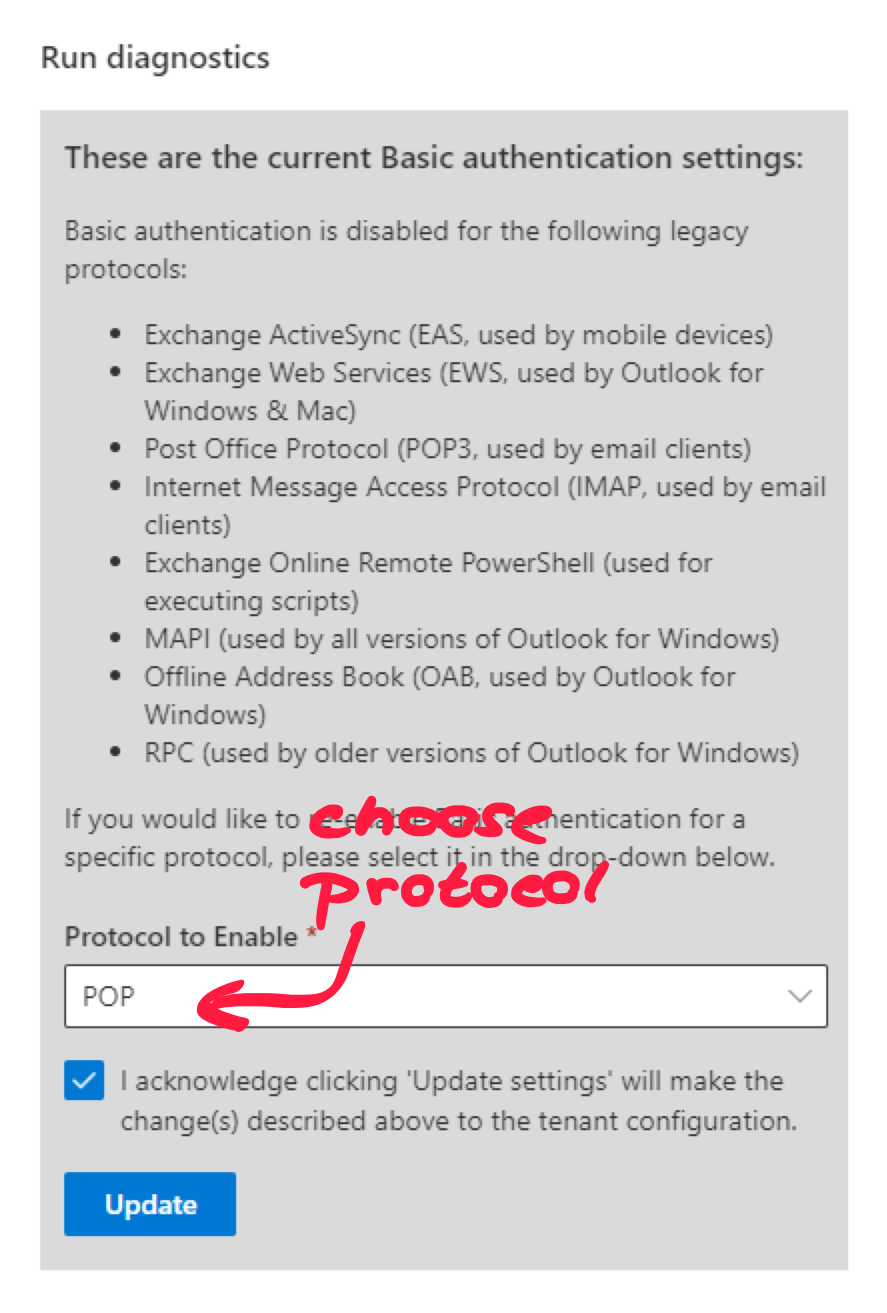 Run diagnostics
These are the current Basic authentication settings:
Basic authentication is disabled for the following legacy
protocols:
• Exchange ActiveSync (EAS, used by mobile devices)
• Exchange Web Services (EWS, used by Outlook for
Windows & Mac)
• Post Office Protocol (POP3, used by email clients)
• Internet Message Access Protocol (IMAP, used by email
clients)
• Exchange Online Remote PowerShell (used for
executing scripts)
• MAPI (used by all versions of Outlook for Windows)
• Offline Address Book (OAB, used by Outlook for
Windows)
• RPC (used by older versions of Outlook for Windows)
If you would like to re-enable Basic authentication for a
choose
specific protocol, please select it in the drop-down below.
protocol
Protocol to Enable *
POP
I acknowledge clicking 'Update settings' will make the
change(s) described above to the tenant configuration.
Update